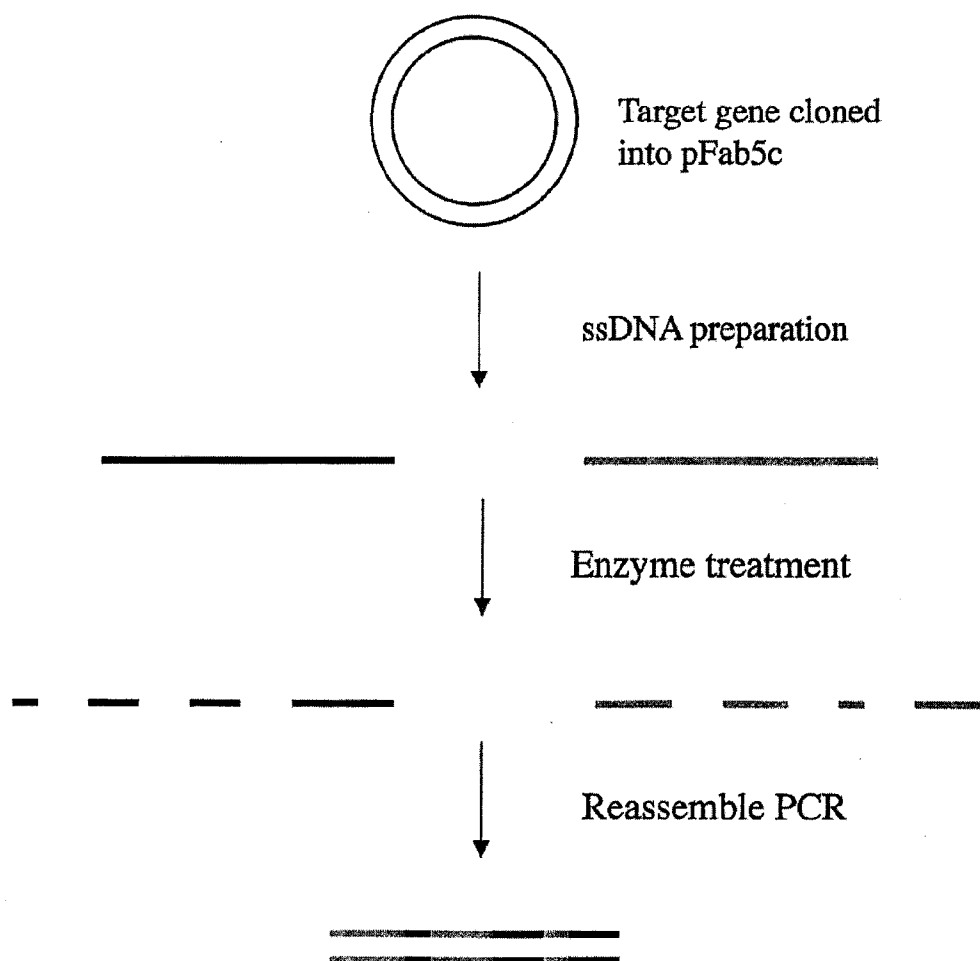 Target gene cloned
into pFab5c
ssDNA preparation
Enzyme treatment
Reassemble PCR